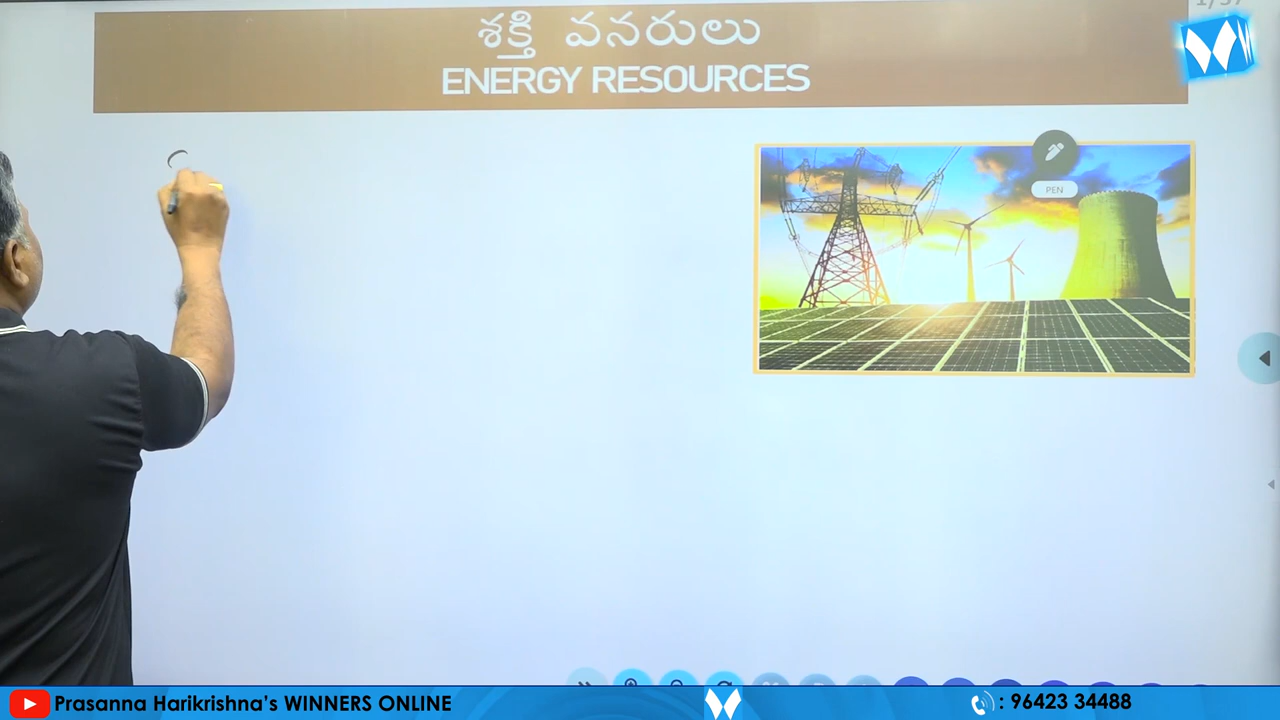 శక్తి వనరులు
ENERGY RESOURCES
PEN
Prasanna Harikrishna's WINNERS ONLINE
: 96423 34488